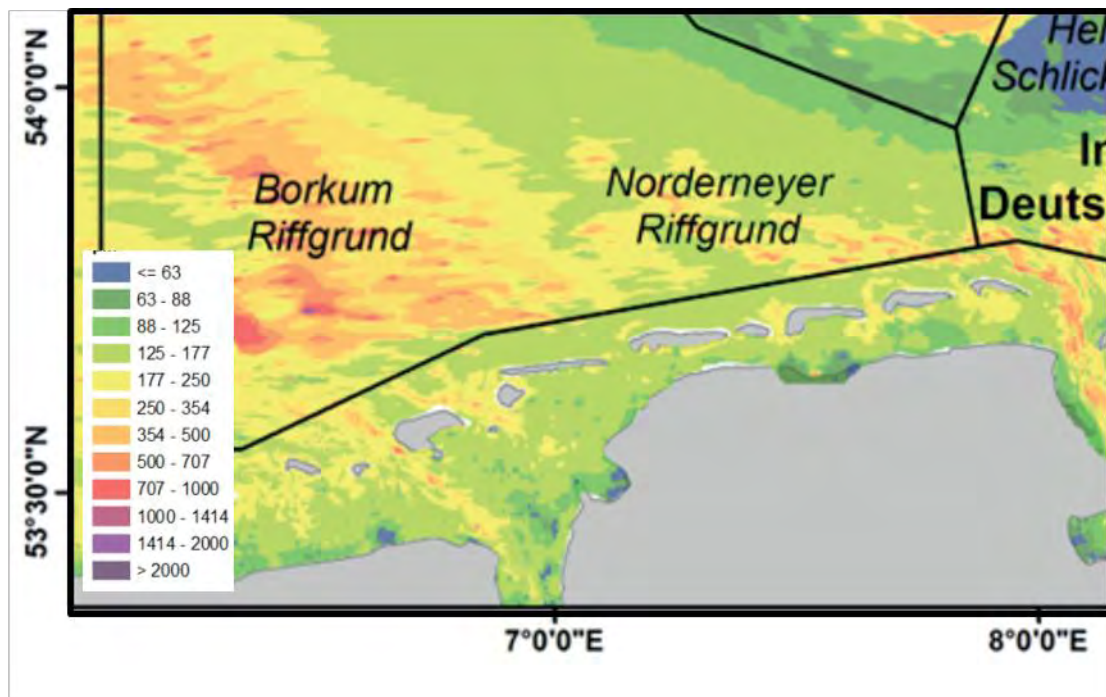 Hel
Schlick
54°0'0"N
In
Deuts
Borkum
Riffgrund
Norderneyer
Riffgrund
<= 63
63 - 88
88 - 125
125 - 177
177 - 250
250 - 354
354 - 500
500 - 707
707 - 1000
1000 - 1414
1414 - 2000
> 2000
53°30'0"N
7°0'0"E
8°0'0"E